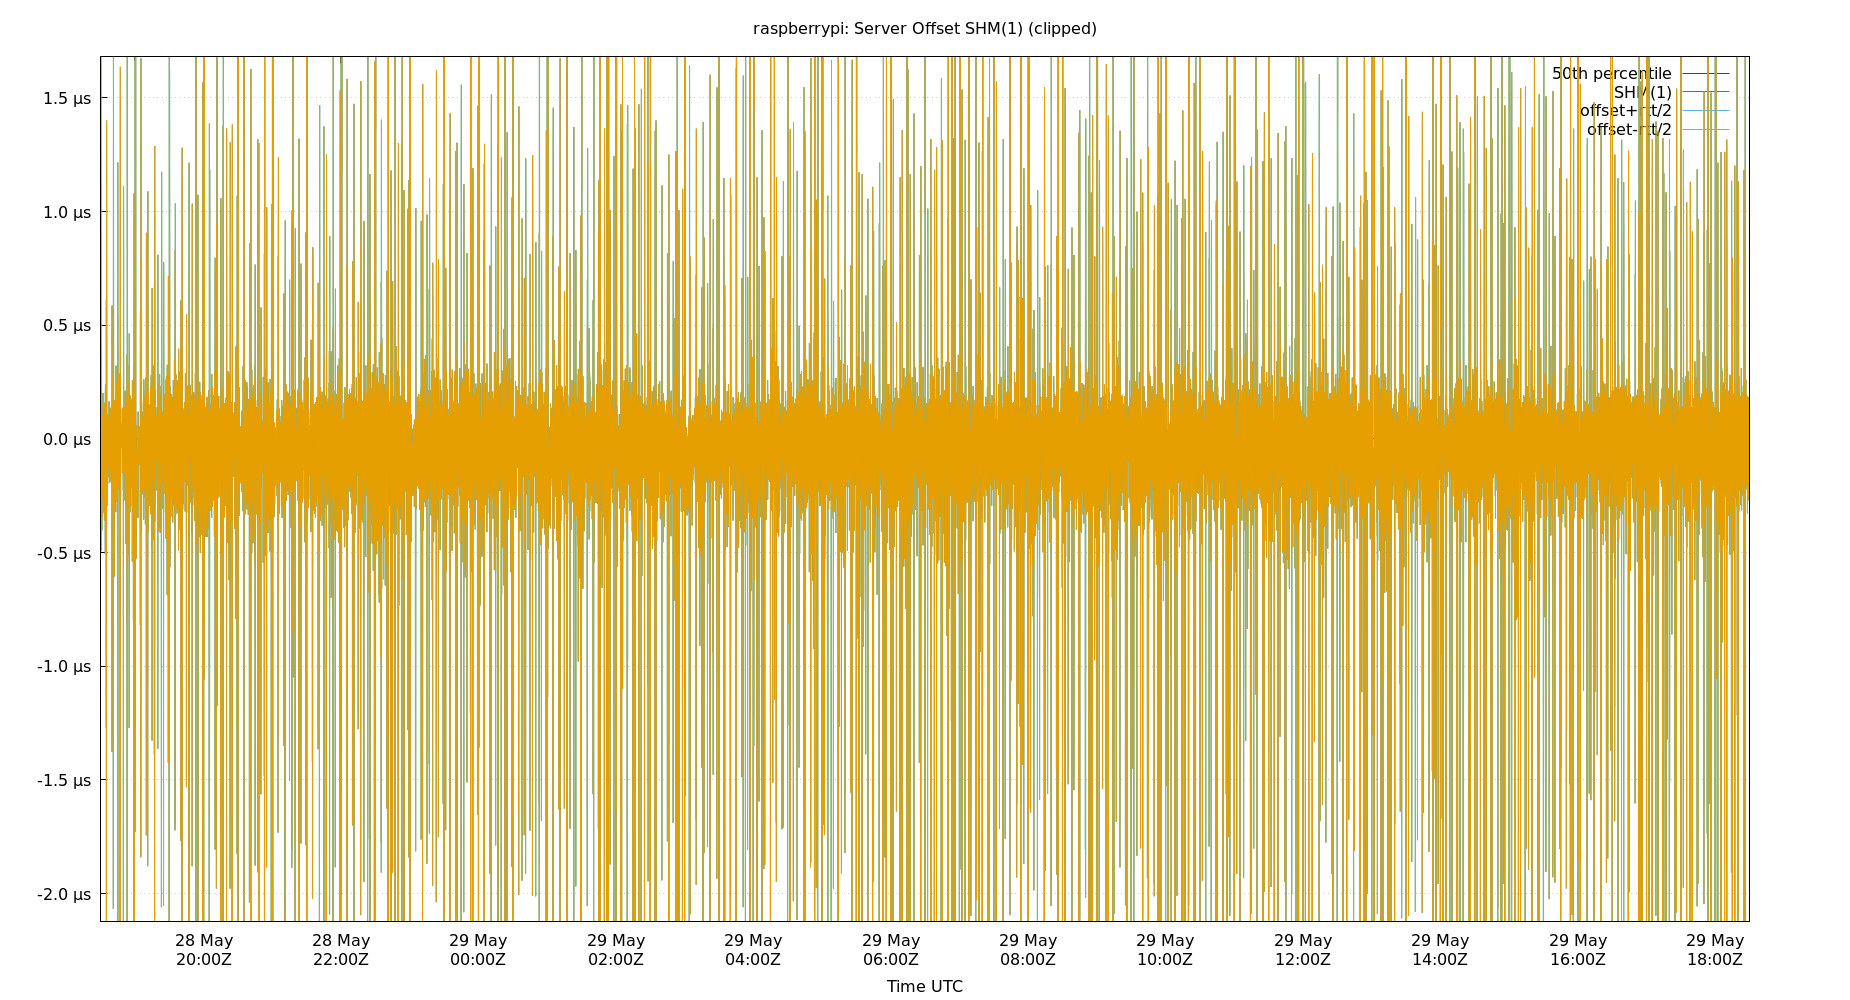 raspberrypi: Server Offset SHM(1) (clipped)
50th percentile
SHM(1)
offset+rtt/2
offset-rtt/2
1.5 µs
1.0 µs
0.5 µs
0.0 µs
-0.5 µs
-1.0 µs
-1.5 µs
-2.0 µs
28 May 28 May 29 May 29 May 29 May 29 May 29 May 29 May 29 May 29 May 29 May 29 May
20:00Z 22:00Z 00:00Z 02:00Z 04:00Z 06:00Z 08:00Z 10:00Z 12:00Z 14:00Z 16:00Z 18:00Z
Time UTC